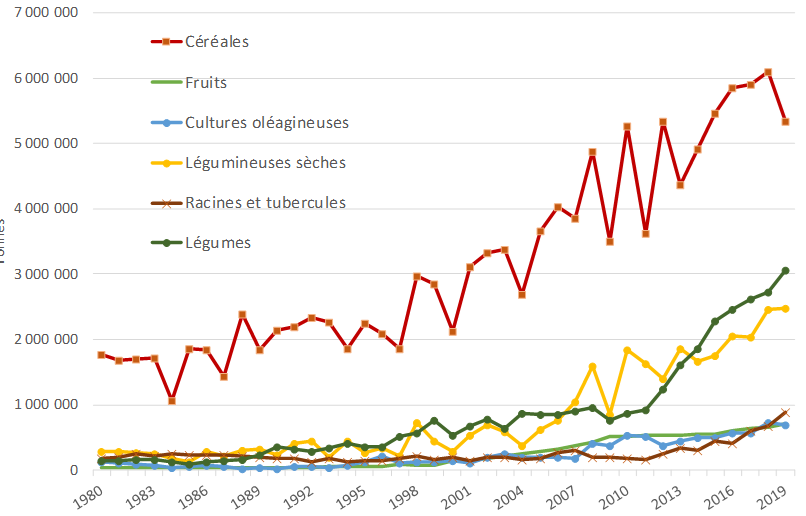 7 000 000
6 000 000
5 000 000
4 000 000
3 000 000
2 000 000
1 000 000
0
Céréales
Fruits
Cultures oléagineuses
Légumineuses sèches
Racines et tubercules
Légumes
1980 1983 1986 1989 1992 1995 1998 2001 2004 2007 2010 2013 2016 2019